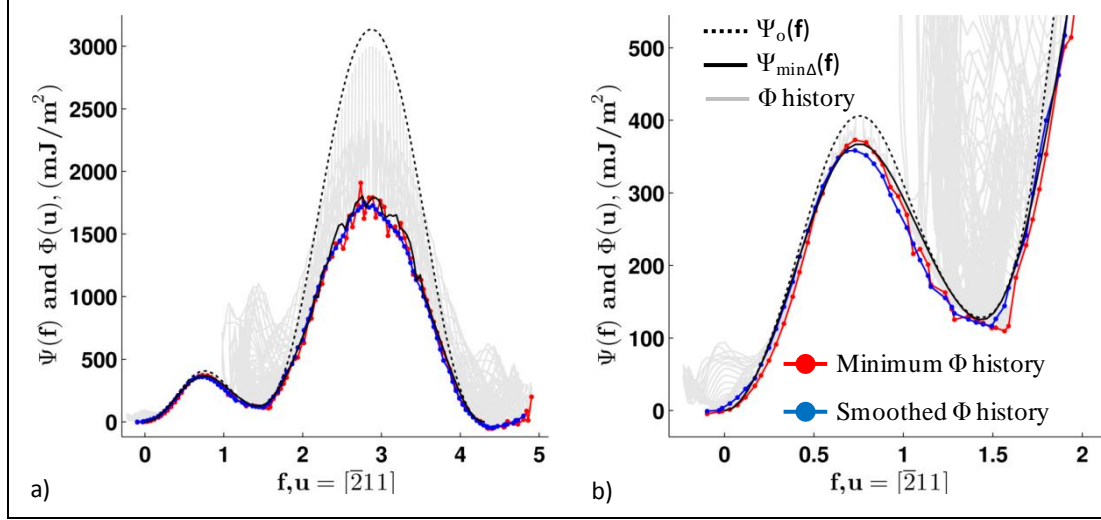 3000
2500
2000
1500
1000
500
0
Ψ(f) and Φ(u), (mJ/m²)
0
1
2
3
4
5
f,u = [2̅11]
a)
Ψₒ(f)
Ψ_minΔ(f)
Φ history
500
400
300
200
100
0
Ψ(f) and Φ(u), (mJ/m²)
Minimum Φ history
Smoothed Φ history
0
0.5
1
1.5
2
f,u = [2̅11]
b)